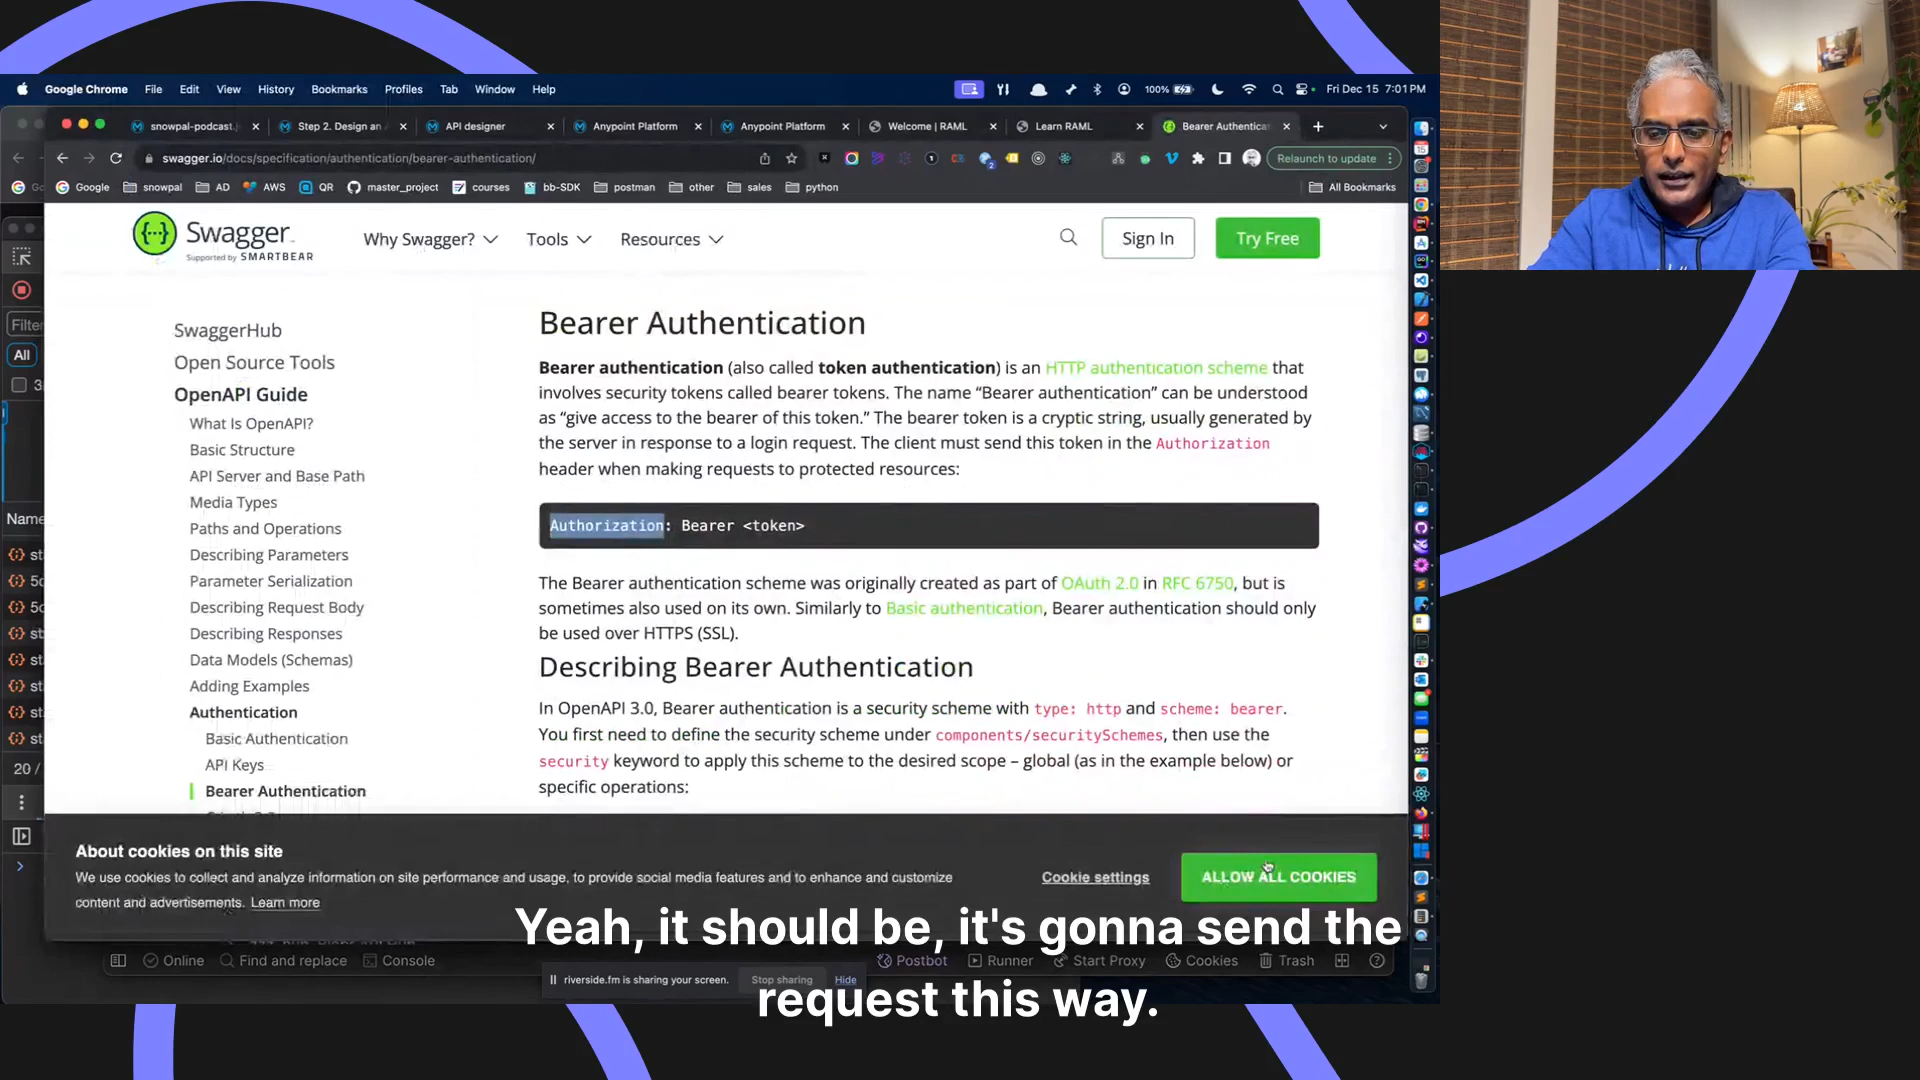 Google Chrome File Edit View History Bookmarks Profiles Tab Window Help 100% Fri Dec 15 7:01 PM
snowpal-podcast. Step 2. Design an API designer Anypoint Platform Anypoint Platform Welcome | RAML Learn RAML Bearer Authentica
swagger.io/docs/specification/authentication/bearer-authentication/ Relaunch to update
Google snowpal AD AWS QR master_project courses bb-SDK postman other sales python All Bookmarks
Swagger
Supported by SMARTBEAR
Why Swagger? Tools Resources Sign In Try Free
SwaggerHub
Open Source Tools
OpenAPI Guide
What Is OpenAPI?
Basic Structure
API Server and Base Path
Media Types
Paths and Operations
Describing Parameters
Parameter Serialization
Describing Request Body
Describing Responses
Data Models (Schemas)
Adding Examples
Authentication
Basic Authentication
API Keys
Bearer Authentication
Bearer Authentication
Bearer authentication (also called token authentication) is an HTTP authentication scheme that
involves security tokens called bearer tokens. The name “Bearer authentication” can be understood
as “give access to the bearer of this token.” The bearer token is a cryptic string, usually generated by
the server in response to a login request. The client must send this token in the Authorization
header when making requests to protected resources:
Authorization: Bearer <token>
The Bearer authentication scheme was originally created as part of OAuth 2.0 in RFC 6750, but is
sometimes also used on its own. Similarly to Basic authentication, Bearer authentication should only
be used over HTTPS (SSL).
Describing Bearer Authentication
In OpenAPI 3.0, Bearer authentication is a security scheme with type: http and scheme: bearer.
You first need to define the security scheme under components/securitySchemes, then use the
security keyword to apply this scheme to the desired scope – global (as in the example below) or
specific operations:
Filter
All
Name
20 /
About cookies on this site
We use cookies to collect and analyze information on site performance and usage, to provide social media features and to enhance and customize
content and advertisements. Learn more
Cookie settings
ALLOW ALL COOKIES
Yeah, it should be, it's gonna send the
request this way.
Online Find and replace Console Postbot Runner Start Proxy Cookies Trash
riverside.fm is sharing your screen. Stop sharing Hide